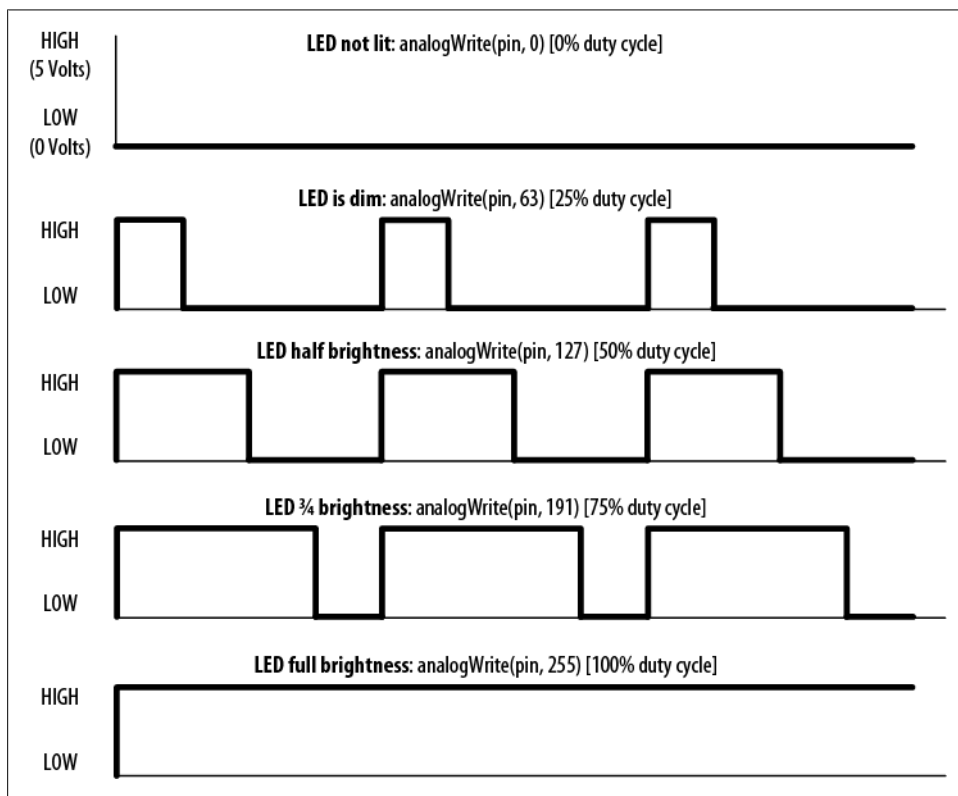 LED not lit: analogWrite(pin, 0) [0% duty cycle]
HIGH
(5 Volts)
LOW
(0 Volts)
LED is dim: analogWrite(pin, 63) [25% duty cycle]
HIGH
LOW
LED half brightness: analogWrite(pin, 127) [50% duty cycle]
HIGH
LOW
LED ¾ brightness: analogWrite(pin, 191) [75% duty cycle]
HIGH
LOW
LED full brightness: analogWrite(pin, 255) [100% duty cycle]
HIGH
LOW